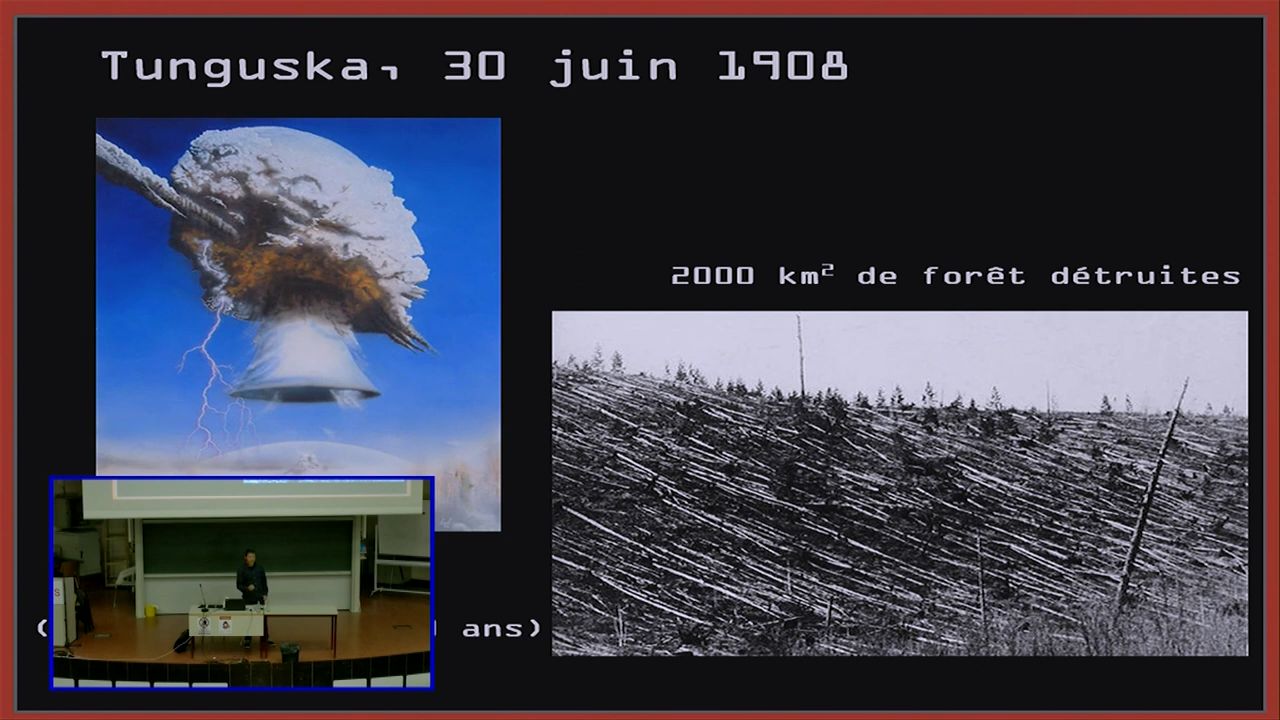 Tunguska, 30 juin 1908
2000 km² de forêt détruites
( ans)